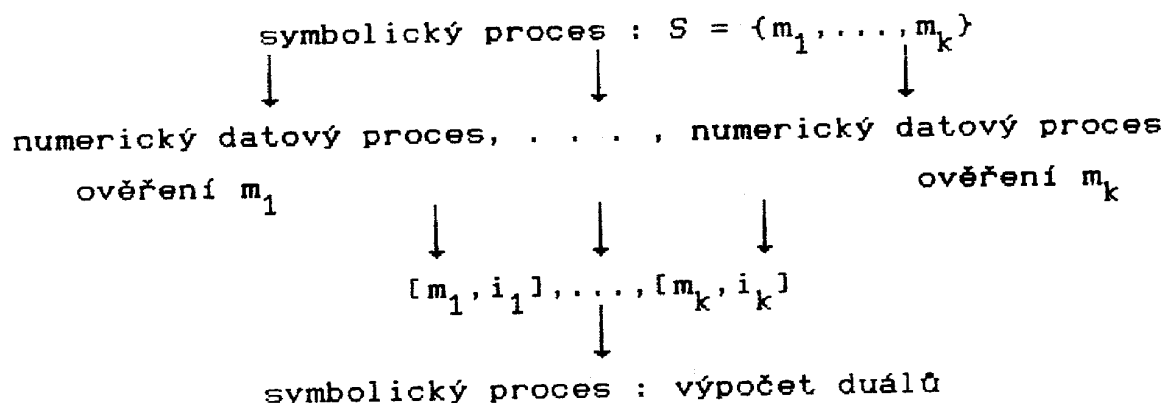 symbolický proces : S = {m₁,...,mₖ}
numerický datový proces, . . . , numerický datový proces
ověření m₁ ověření mₖ
[m₁,i₁],...,[mₖ,iₖ]
symbolický proces : výpočet duálů